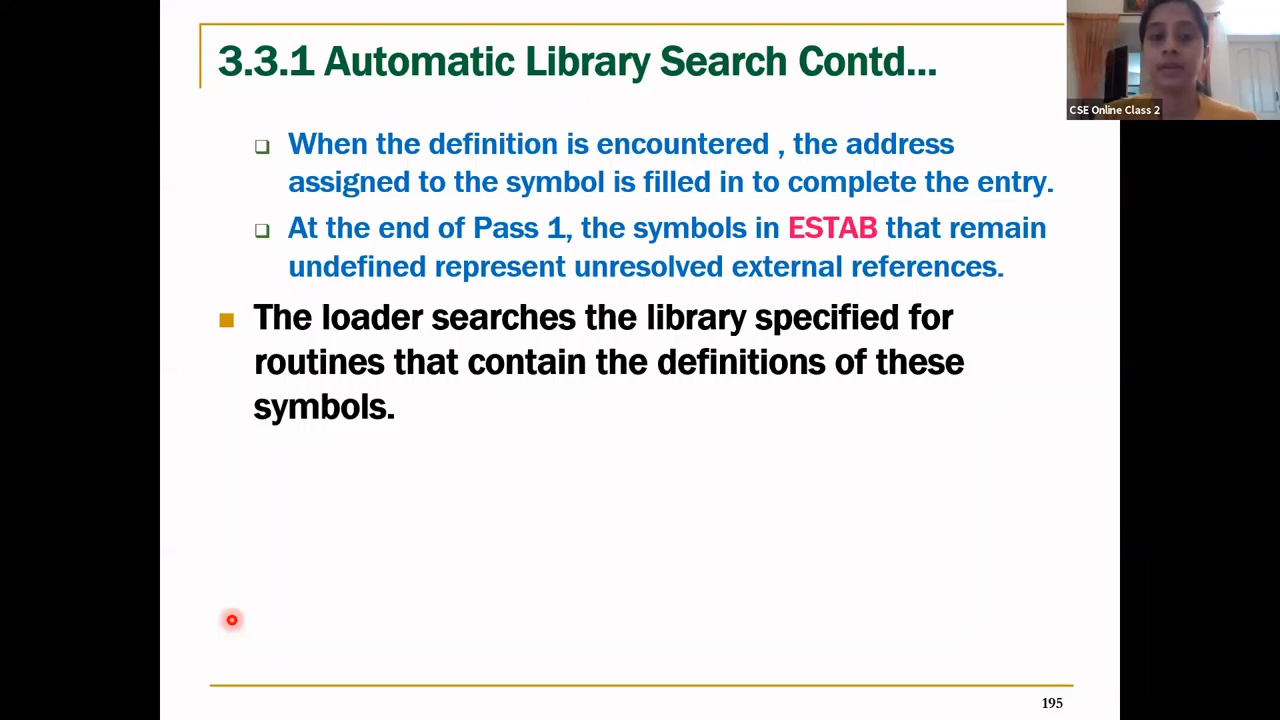 3.3.1 Automatic Library Search Contd...
CSE Online Class 2
When the definition is encountered , the address
assigned to the symbol is filled in to complete the entry.
At the end of Pass 1, the symbols in ESTAB that remain
undefined represent unresolved external references.
The loader searches the library specified for
routines that contain the definitions of these
symbols.
195